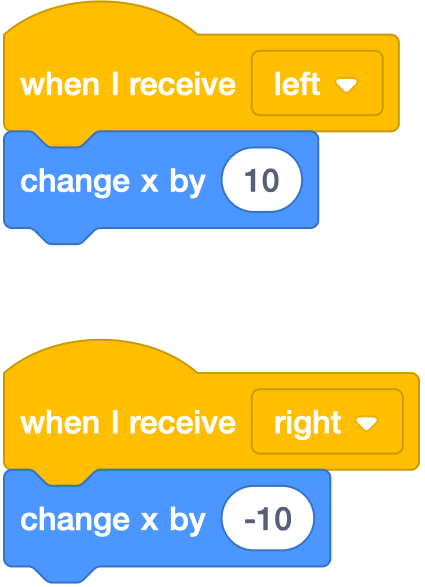 when I receive left
change x by 10
when I receive right
change x by -10